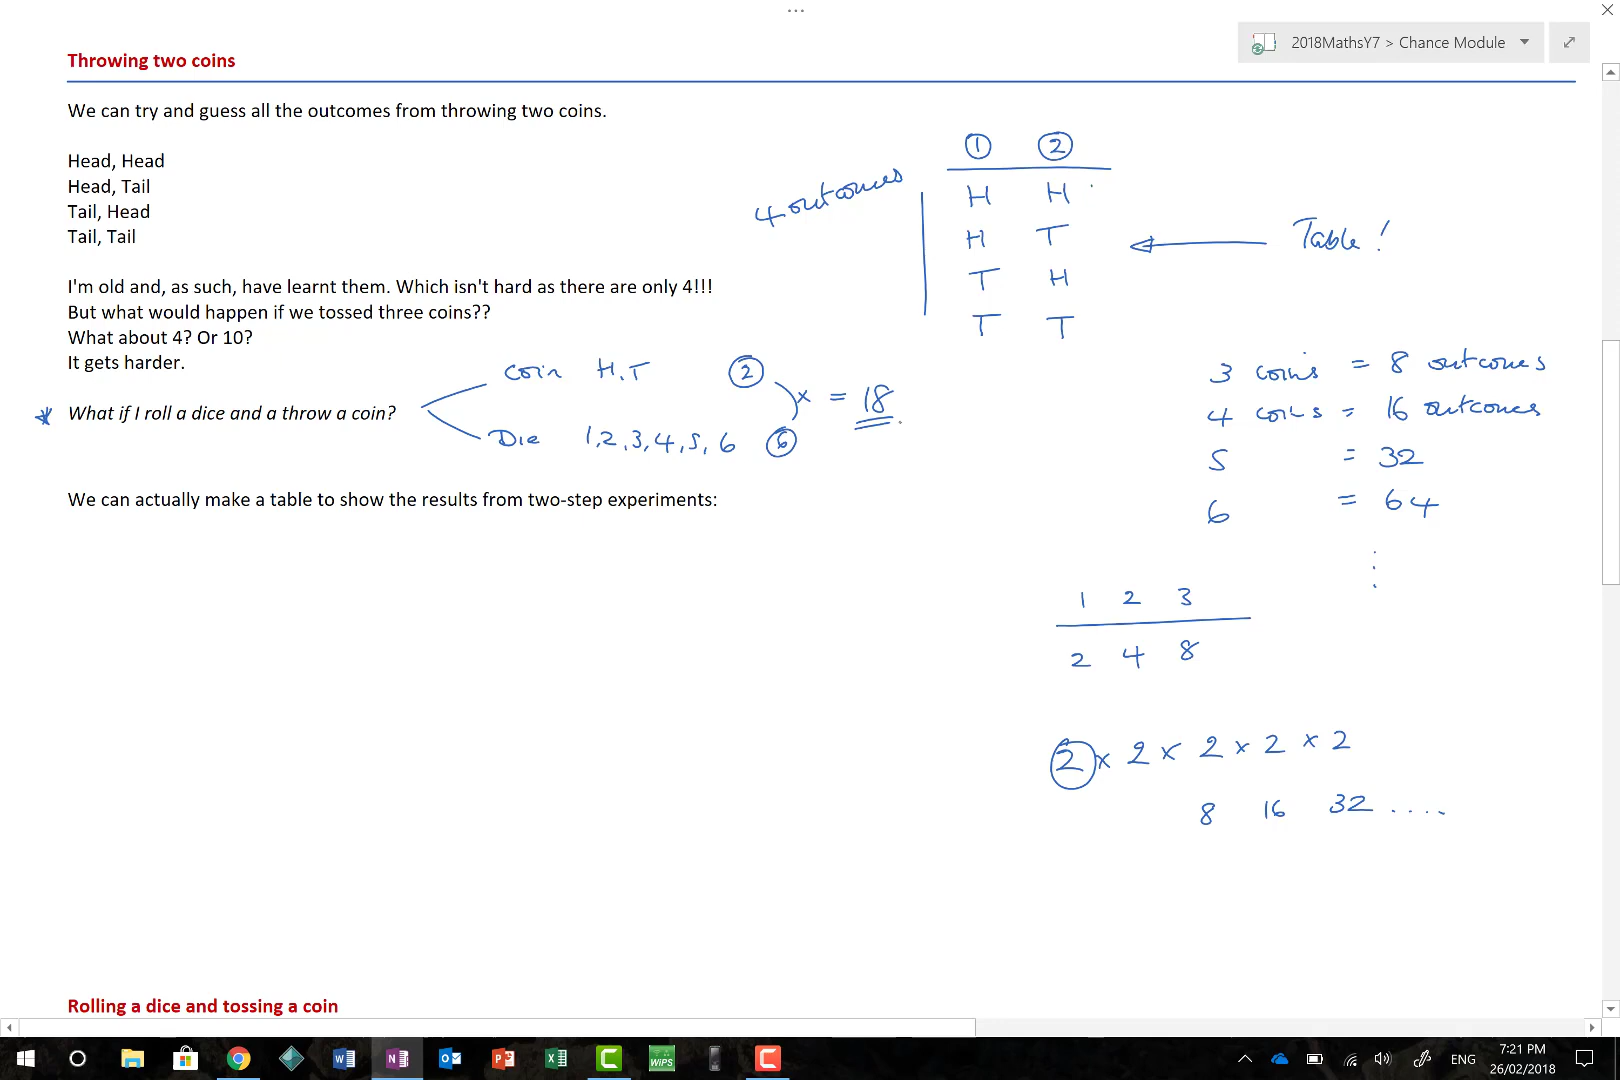 2018MathsY7 > Chance Module
Throwing two coins
We can try and guess all the outcomes from throwing two coins.
Head, Head
Head, Tail
Tail, Head
Tail, Tail
4 outcomes
1 2
H H
H T
T H
T T
Table !
I'm old and, as such, have learnt them. Which isn't hard as there are only 4!!!
But what would happen if we tossed three coins??
What about 4? Or 10?
It gets harder.
What if I roll a dice and a throw a coin?
coin H,T 2
Die 1,2,3,4,5,6 6
x = 18
3 coins = 8 outcomes
4 coins = 16 outcomes
5 = 32
6 = 64
We can actually make a table to show the results from two-step experiments:
1 2 3
2 4 8
2 x 2 x 2 x 2 x 2
8 16 32 ....
Rolling a dice and tossing a coin
WiPS
ENG
7:21 PM
26/02/2018